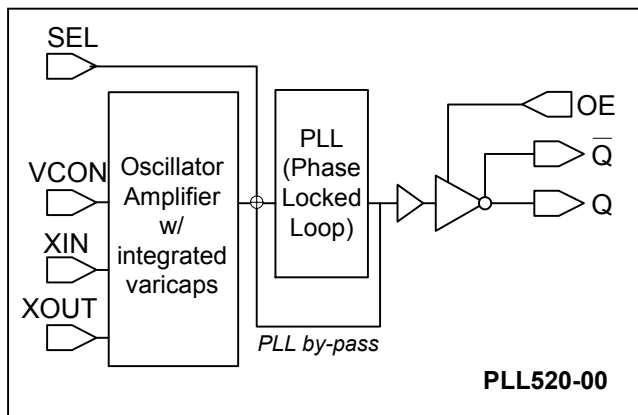 SEL
OE
PLL
(Phase
Locked
Loop)
Q̅
Oscillator
Amplifier
w/
integrated
varicaps
VCON
Q
XIN
XOUT
PLL by-pass
PLL520-00